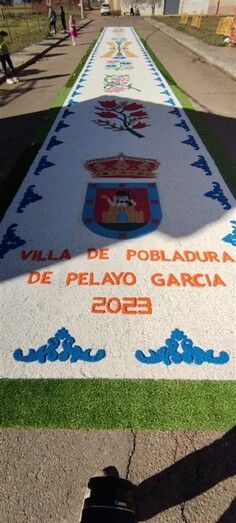 VILLA DE POBLADURA
DE PELAYO GARCIA
2023